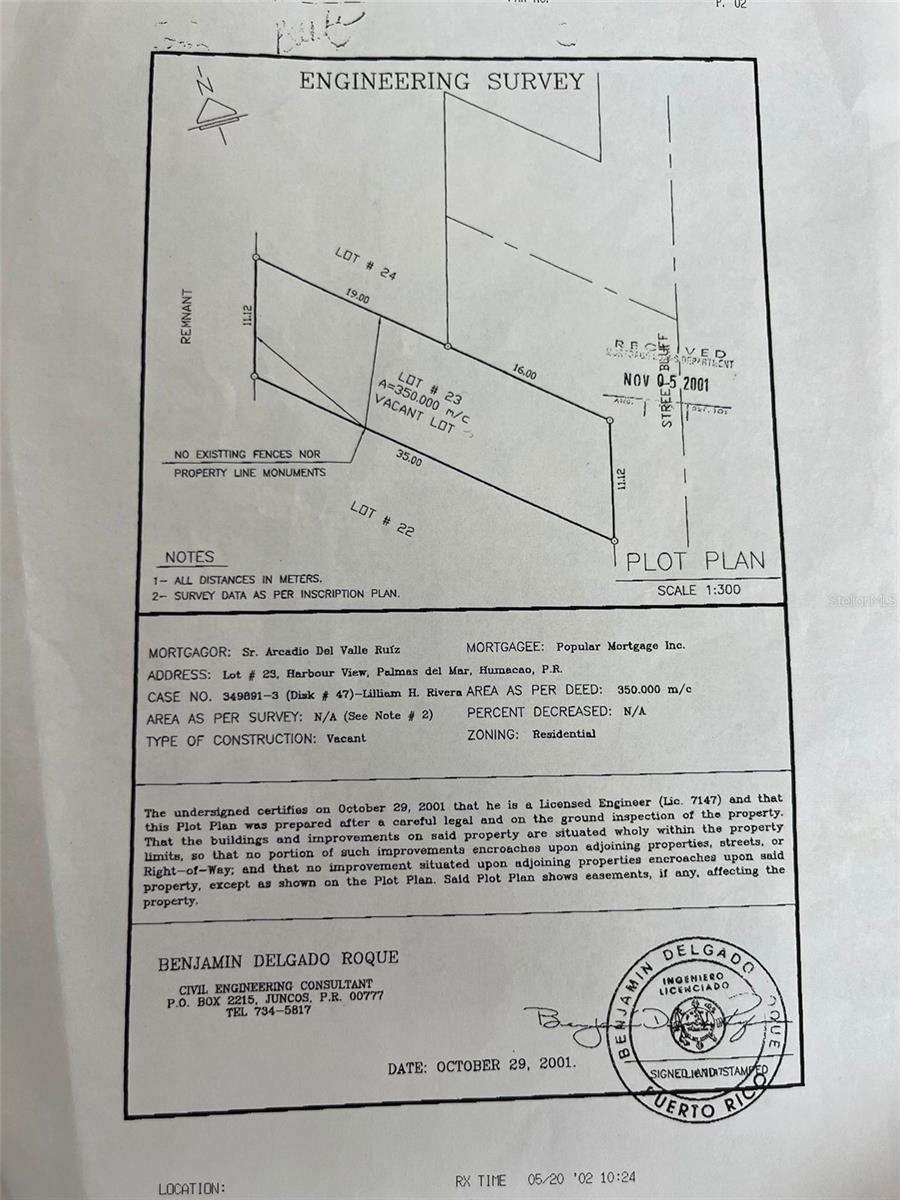 P. 02
ENGINEERING SURVEY
N
LOT # 24
19.00
REMNANT
11.12
16.00
LOT # 23
A=350.000 m/c
VACANT LOT
RECEIVED
NOV 05 2001
STREET BLUFF
NO EXISTTING FENCES NOR
PROPERTY LINE MONUMENTS
35.00
11.12
LOT # 22
NOTES
1- ALL DISTANCES IN METERS.
2- SURVEY DATA AS PER INSCRIPTION PLAN.
PLOT PLAN
SCALE 1:300
StellarMLS
MORTGAGOR: Sr. Arcadio Del Valle Ruíz MORTGAGEE: Popular Mortgage Inc.
ADDRESS: Lot # 23, Harbour View, Palmas del Mar, Humacao, P.R.
CASE NO. 349891-3 (Disk # 47)-Lilliam H. Rivera AREA AS PER DEED: 350.000 m/c
AREA AS PER SURVEY: N/A (See Note # 2) PERCENT DECREASED: N/A
TYPE OF CONSTRUCTION: Vacant ZONING: Residential
The undersigned certifies on October 29, 2001 that he is a Licensed Engineer (Lic. 7147) and that
this Plot Plan was prepared after a careful legal and on the ground inspection of the property.
That the buildings and improvements on said property are situated wholy within the property
limits, so that no portion of such improvements encroaches upon adjoining properties, streets, or
Right-of-Way; and that no improvement situated upon adjoining properties encroaches upon said
property, except as shown on the Plot Plan. Said Plot Plan shows easements, if any, affecting the
property.
BENJAMIN DELGADO ROQUE
CIVIL ENGINEERING CONSULTANT
P.O. BOX 2215, JUNCOS, P.R. 00777
TEL 734-5817
DATE: OCTOBER 29, 2001.
BENJAMIN DELGADO ROQUE
INGENIERO
LICENCIADO
SIGNED AND STAMPED
PUERTO RICO
LOCATION: RX TIME 05/20 '02 10:24